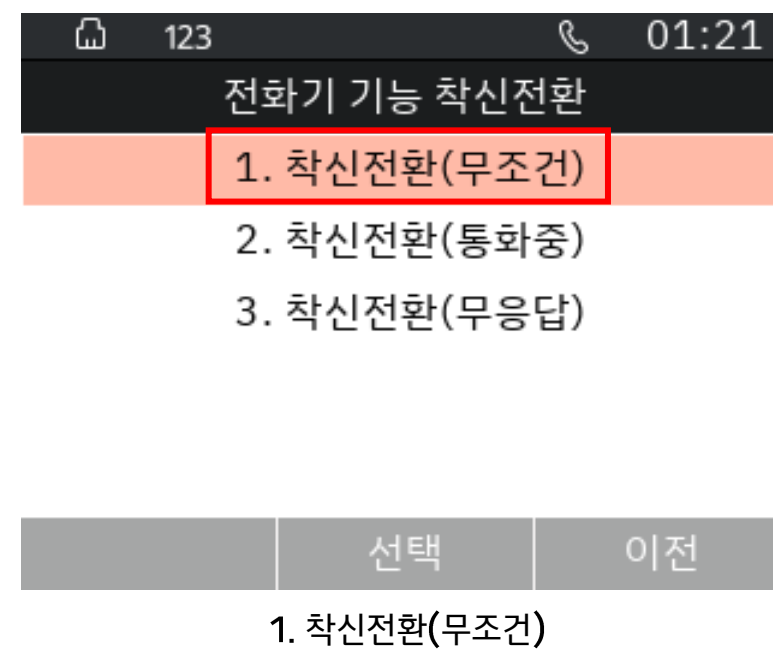 123 01:21
전화기 기능 착신전환
1. 착신전환(무조건)
2. 착신전환(통화중)
3. 착신전환(무응답)
선택 이전
1. 착신전환(무조건)